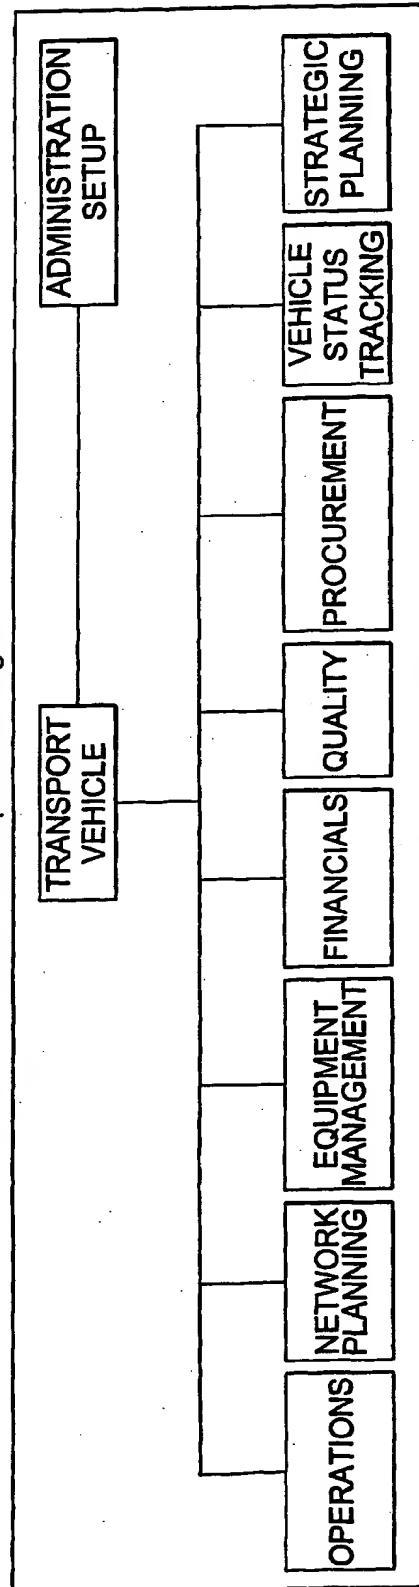 TRANSPORT
VEHICLE
ADMINISTRATION
SETUP
OPERATIONS
NETWORK
PLANNING
EQUIPMENT
MANAGEMENT
FINANCIALS
QUALITY
PROCUREMENT
VEHICLE
STATUS
TRACKING
STRATEGIC
PLANNING